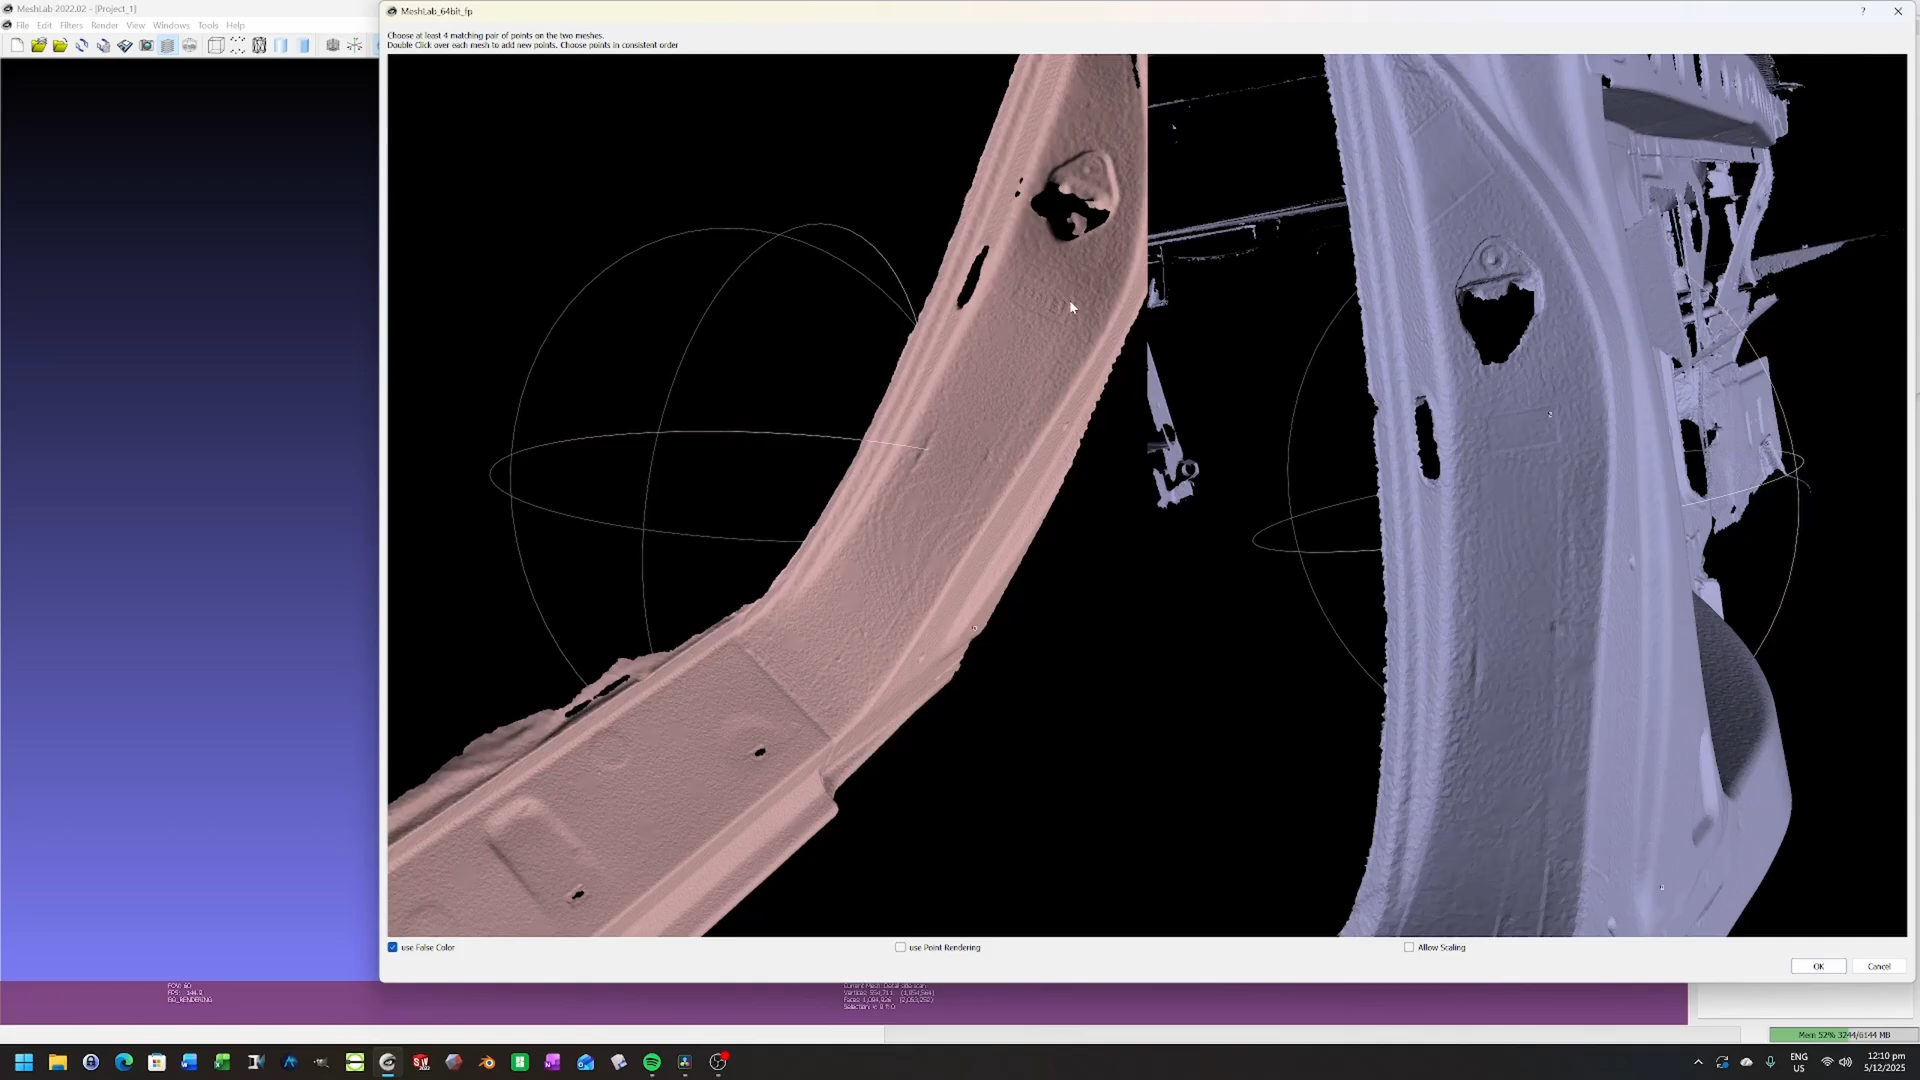 MeshLab 2022.02 - [Project_1]
File Edit Filters Render View Windows Tools Help
MeshLab_64bit_fp
Choose at least 4 matching pair of points on the two meshes.
Double Click over each mesh to add new points. Choose points in consistent order
use False Color
use Point Rendering
Allow Scaling
OK
Cancel
FOV: 60
BO_RENDERING
Mem 52% 3244/6144 MB
ENG
US
12:10 pm
5/12/2025